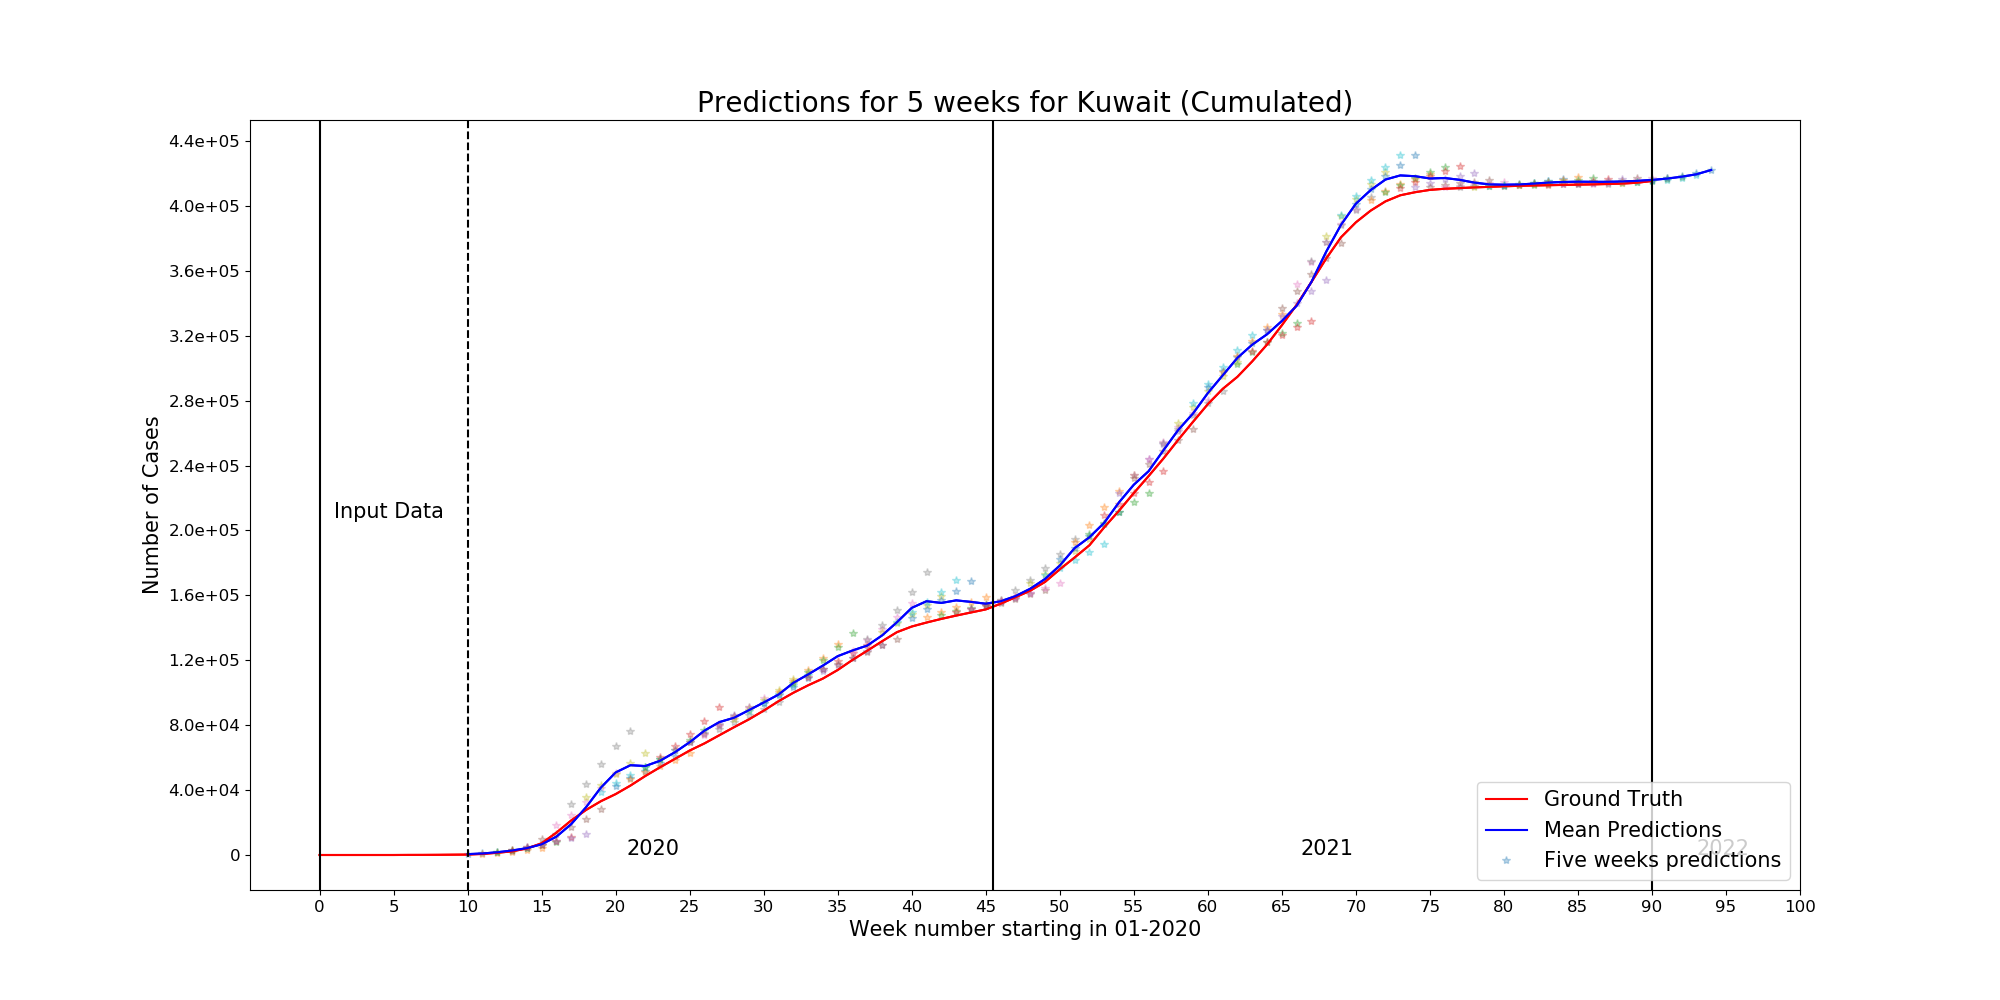 Predictions for 5 weeks for Kuwait (Cumulated)
4.4e+05
4.0e+05
3.6e+05
3.2e+05
2.8e+05
2.4e+05
2.0e+05
1.6e+05
1.2e+05
8.0e+04
4.0e+04
0
Number of Cases
Input Data
2020
2021
2022
Ground Truth
Mean Predictions
Five weeks predictions
0 5 10 15 20 25 30 35 40 45 50 55 60 65 70 75 80 85 90 95 100
Week number starting in 01-2020